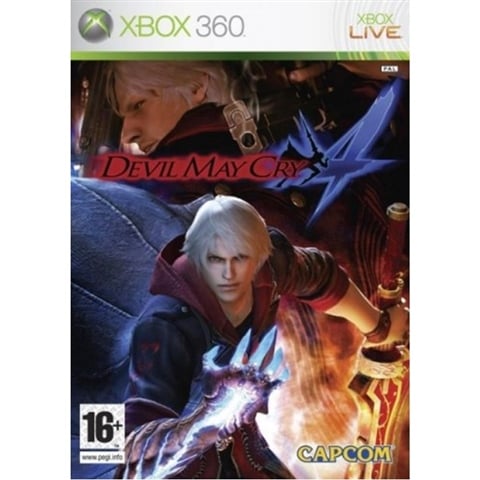 XBOX 360
XBOX
LIVE
PAL
DEVIL MAY CRY 4
16+
www.pegi.info
CAPCOM